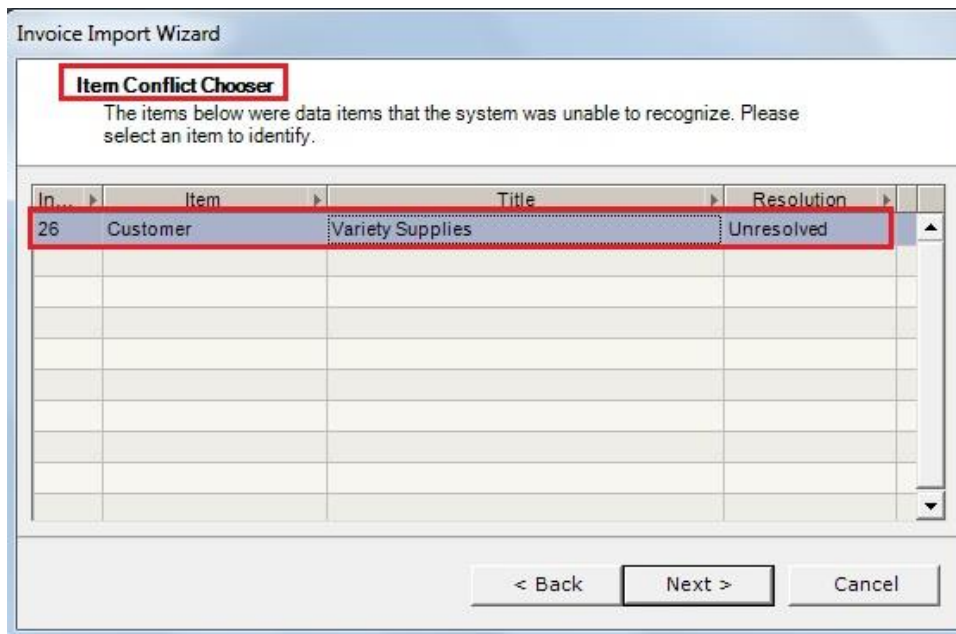 Invoice Import Wizard
Item Conflict Chooser
The items below were data items that the system was unable to recognize. Please
select an item to identify.
In... Item Title Resolution
26 Customer Variety Supplies Unresolved
< Back Next > Cancel